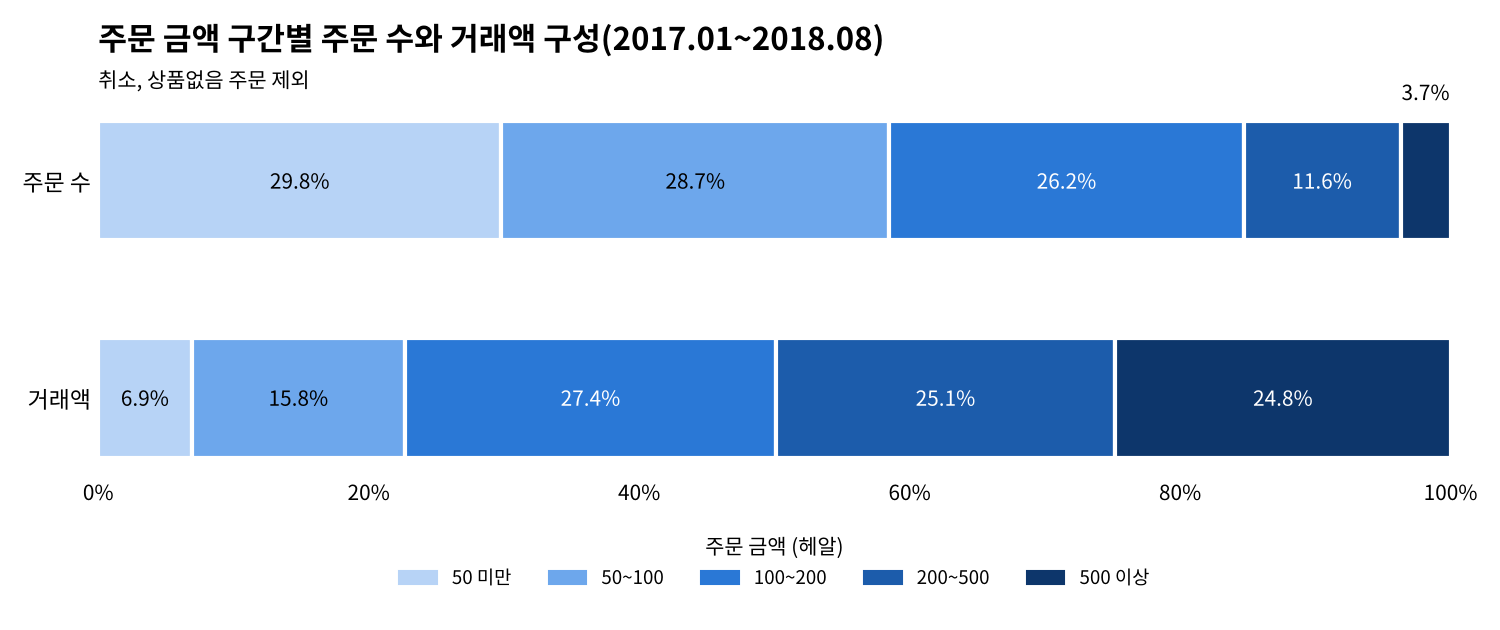 주문 금액 구간별 주문 수와 거래액 구성(2017.01~2018.08)
취소, 상품없음 주문 제외
3.7%
주문 수
29.8%
28.7%
26.2%
11.6%
거래액
6.9%
15.8%
27.4%
25.1%
24.8%
0%
20%
40%
60%
80%
100%
주문 금액 (헤알)
50 미만
50~100
100~200
200~500
500 이상